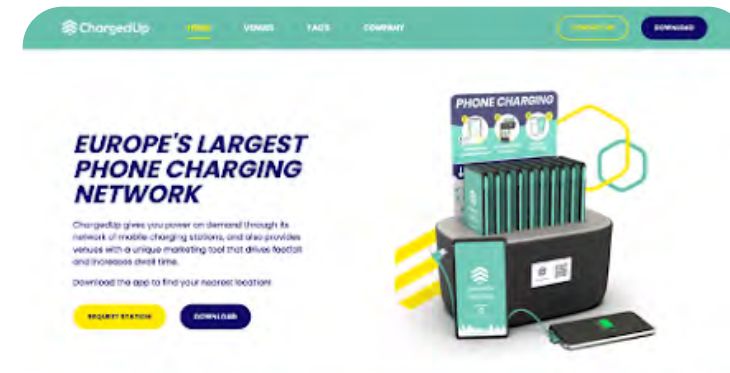 ChargedUp HOME VENUES FAQ'S COMPANY CONTACT US DOWNLOAD
EUROPE'S LARGEST
PHONE CHARGING
NETWORK
ChargedUp gives you power on demand through its
network of mobile charging stations, and also provides
venues with a unique marketing tool that drives footfall
and increases dwell time.
Download the app to find your nearest location!
REQUEST STATION DOWNLOAD
PHONE CHARGING